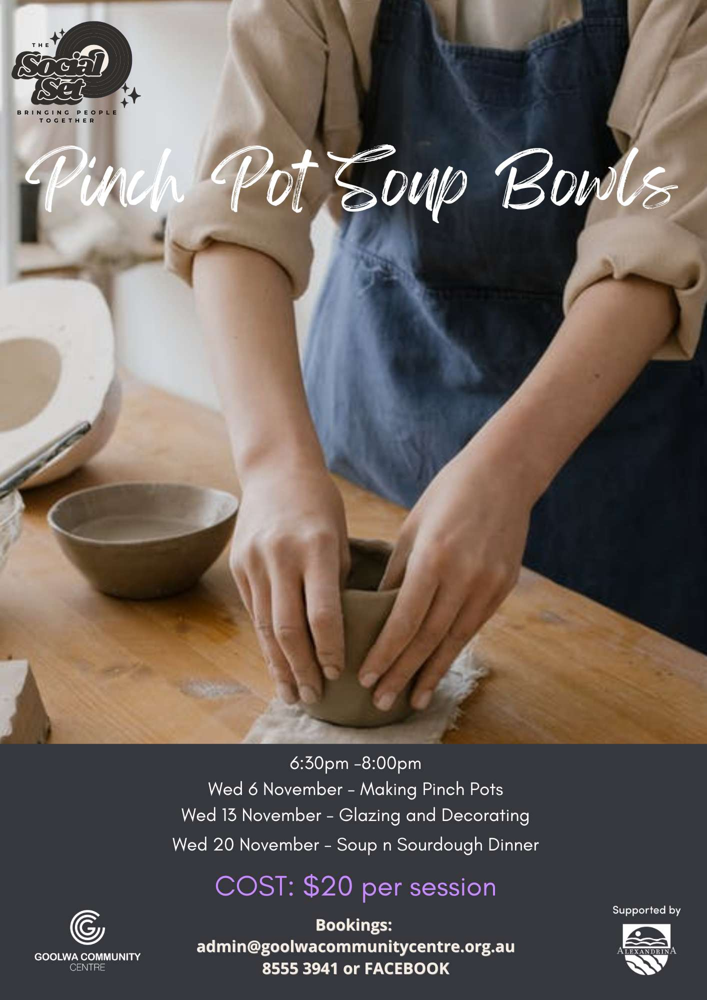 THE
Social
Set
BRINGING PEOPLE
TOGETHER
Pinch Pot Soup Bowls
6:30pm -8:00pm
Wed 6 November - Making Pinch Pots
Wed 13 November - Glazing and Decorating
Wed 20 November - Soup n Sourdough Dinner
COST: $20 per session
Bookings:
admin@goolwacommunitycentre.org.au
8555 3941 or FACEBOOK
GOOLWA COMMUNITY
CENTRE
Supported by
ALEXANDRINA